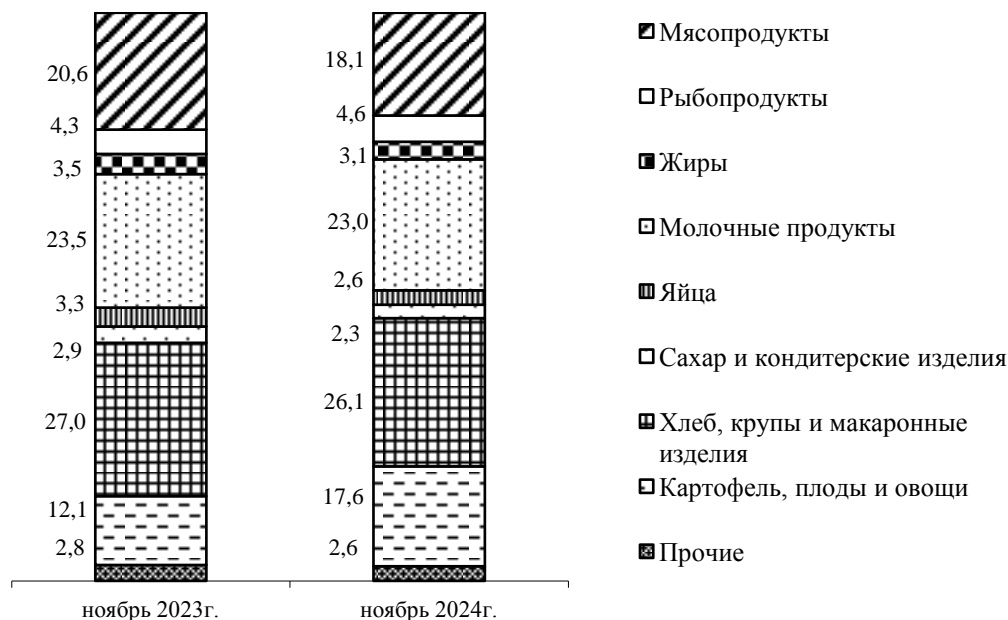 20,6
4,3
3,5
23,5
3,3
2,9
27,0
12,1
2,8
ноябрь 2023г.
18,1
4,6
3,1
23,0
2,6
2,3
26,1
17,6
2,6
ноябрь 2024г.
Мясопродукты
Рыбопродукты
Жиры
Молочные продукты
Яйца
Сахар и кондитерские изделия
Хлеб, крупы и макаронные
изделия
Картофель, плоды и овощи
Прочие